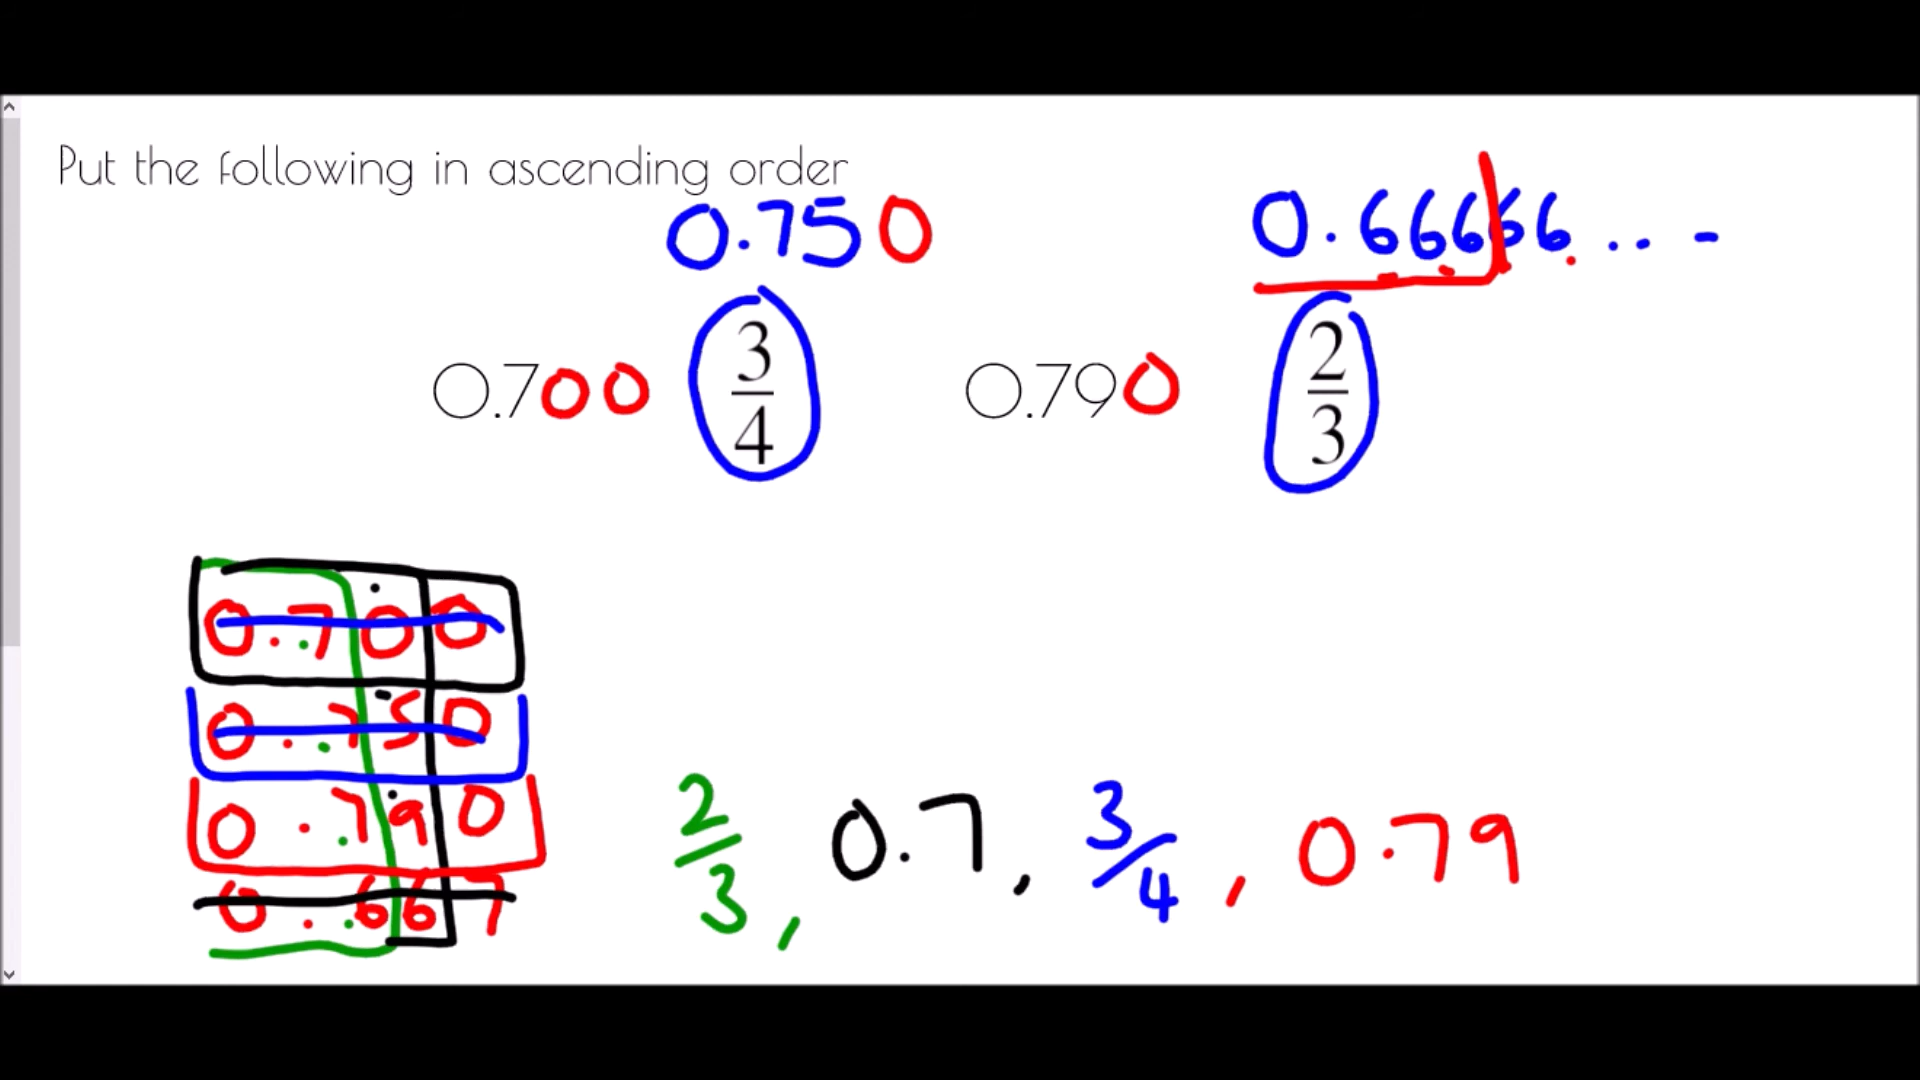 Put the following in ascending order
0.750 0.66666... -
0.700 3/4 0.790 2/3
0.700
0.750
0.790
0.667
2/3, 0.7, 3/4, 0.79